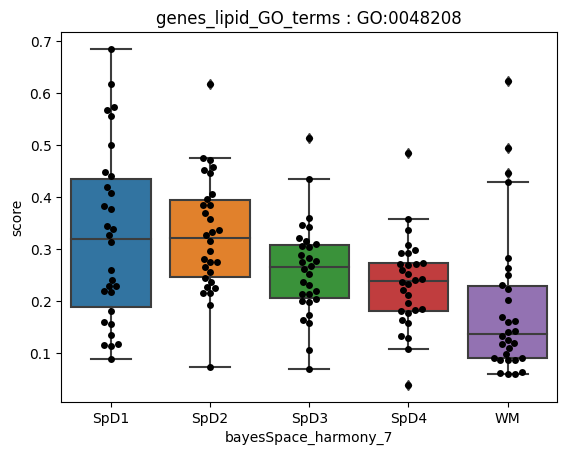 genes_lipid_GO_terms : GO:0048208
0.7
0.6
0.5
0.4
0.3
0.2
0.1
score
SpD1 SpD2 SpD3 SpD4 WM
bayesSpace_harmony_7